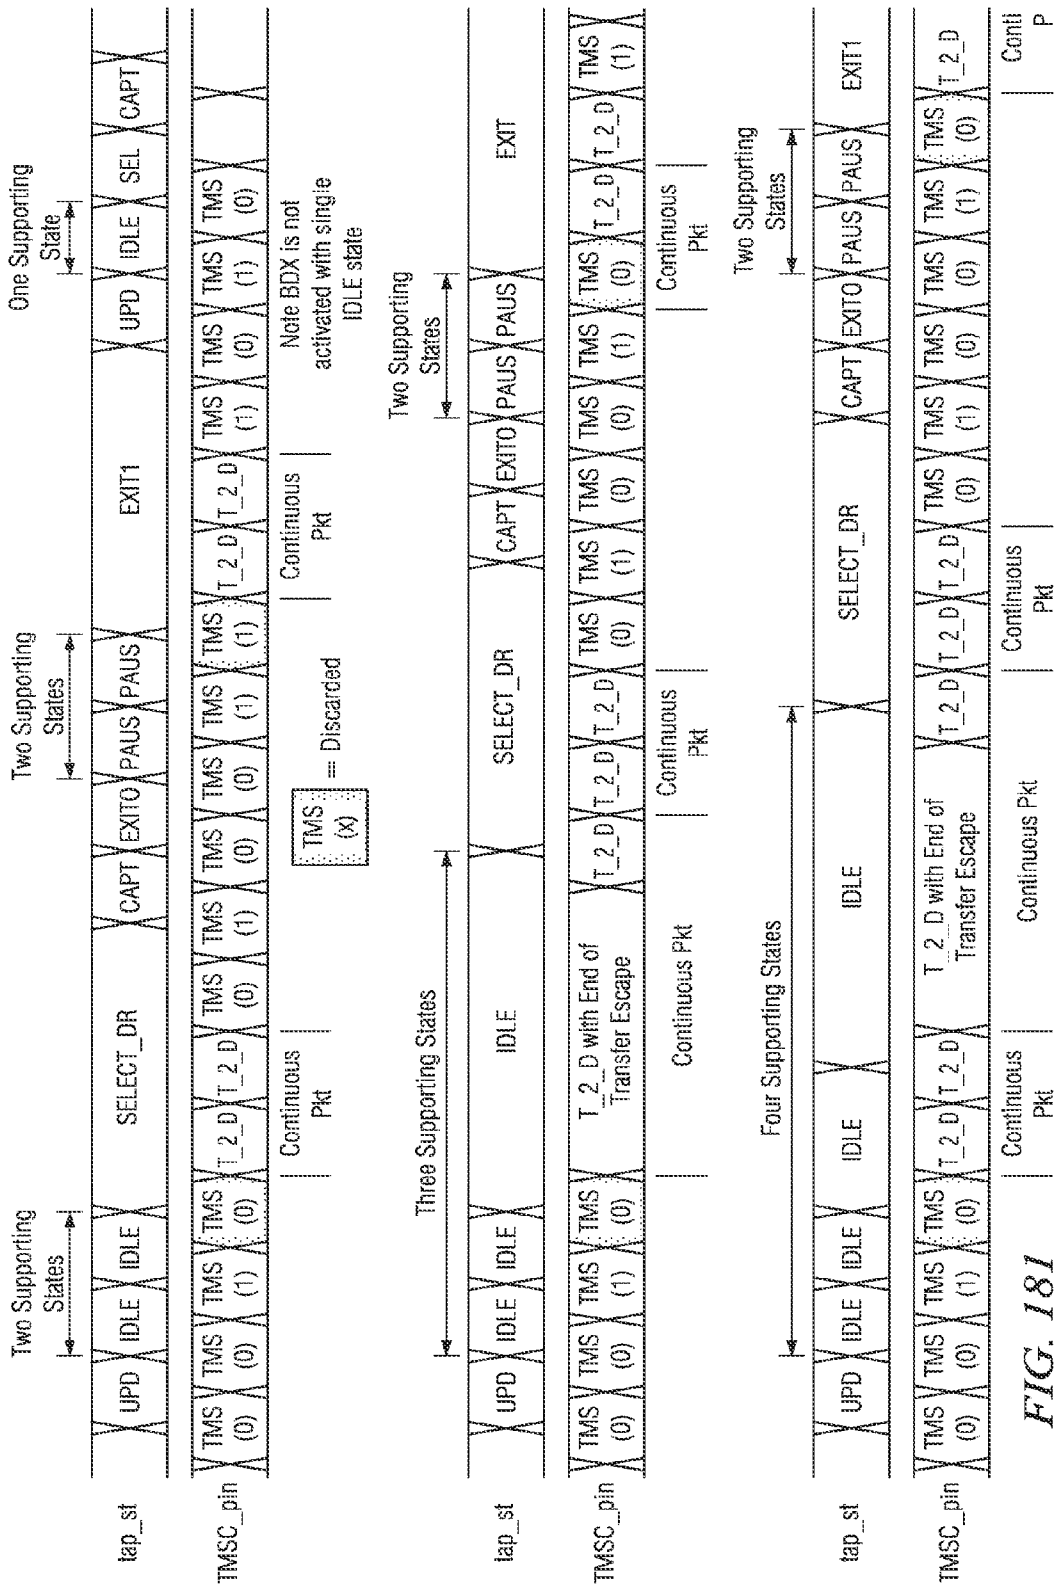 Two Supporting
States
Two Supporting
States
One Supporting
State
tap_st
UPD
IDLE
IDLE
SELECT_DR
CAPT
EXITO
PAUS
PAUS
EXIT1
UPD
IDLE
SEL
CAPT
TMSC_pin
TMS
(0)
TMS
(0)
TMS
(1)
TMS
(0)
T_2_D
T_2_D
TMS
(0)
TMS
(1)
TMS
(0)
TMS
(0)
TMS
(1)
TMS
(1)
T_2_D
T_2_D
TMS
(1)
TMS
(0)
TMS
(1)
TMS
(0)
Continuous
Pkt
TMS
(x)
= Discarded
Continuous
Pkt
Note BDX is not
activated with single
IDLE state
Three Supporting States
Two Supporting
States
tap_st
UPD
IDLE
IDLE
IDLE
SELECT_DR
CAPT
EXITO
PAUS
PAUS
EXIT
TMSC_pin
TMS
(0)
TMS
(0)
TMS
(1)
TMS
(0)
T_2_D with End of
Transfer Escape
T_2_D
T_2_D
T_2_D
TMS
(0)
TMS
(1)
TMS
(0)
TMS
(0)
TMS
(1)
TMS
(0)
T_2_D
T_2_D
TMS
(1)
Continuous Pkt
Continuous
Pkt
Continuous
Pkt
Four Supporting States
Two Supporting
States
tap_st
UPD
IDLE
IDLE
IDLE
IDLE
SELECT_DR
CAPT
EXITO
PAUS
PAUS
EXIT1
TMSC_pin
TMS
(0)
TMS
(0)
TMS
(1)
TMS
(0)
T_2_D
T_2_D
T_2_D with End of
Transfer Escape
T_2_D
T_2_D
T_2_D
TMS
(0)
TMS
(1)
TMS
(0)
TMS
(0)
TMS
(1)
TMS
(0)
T_2_D
Continuous
Pkt
Continuous Pkt
Continuous
Pkt
Conti
P
FIG. 181